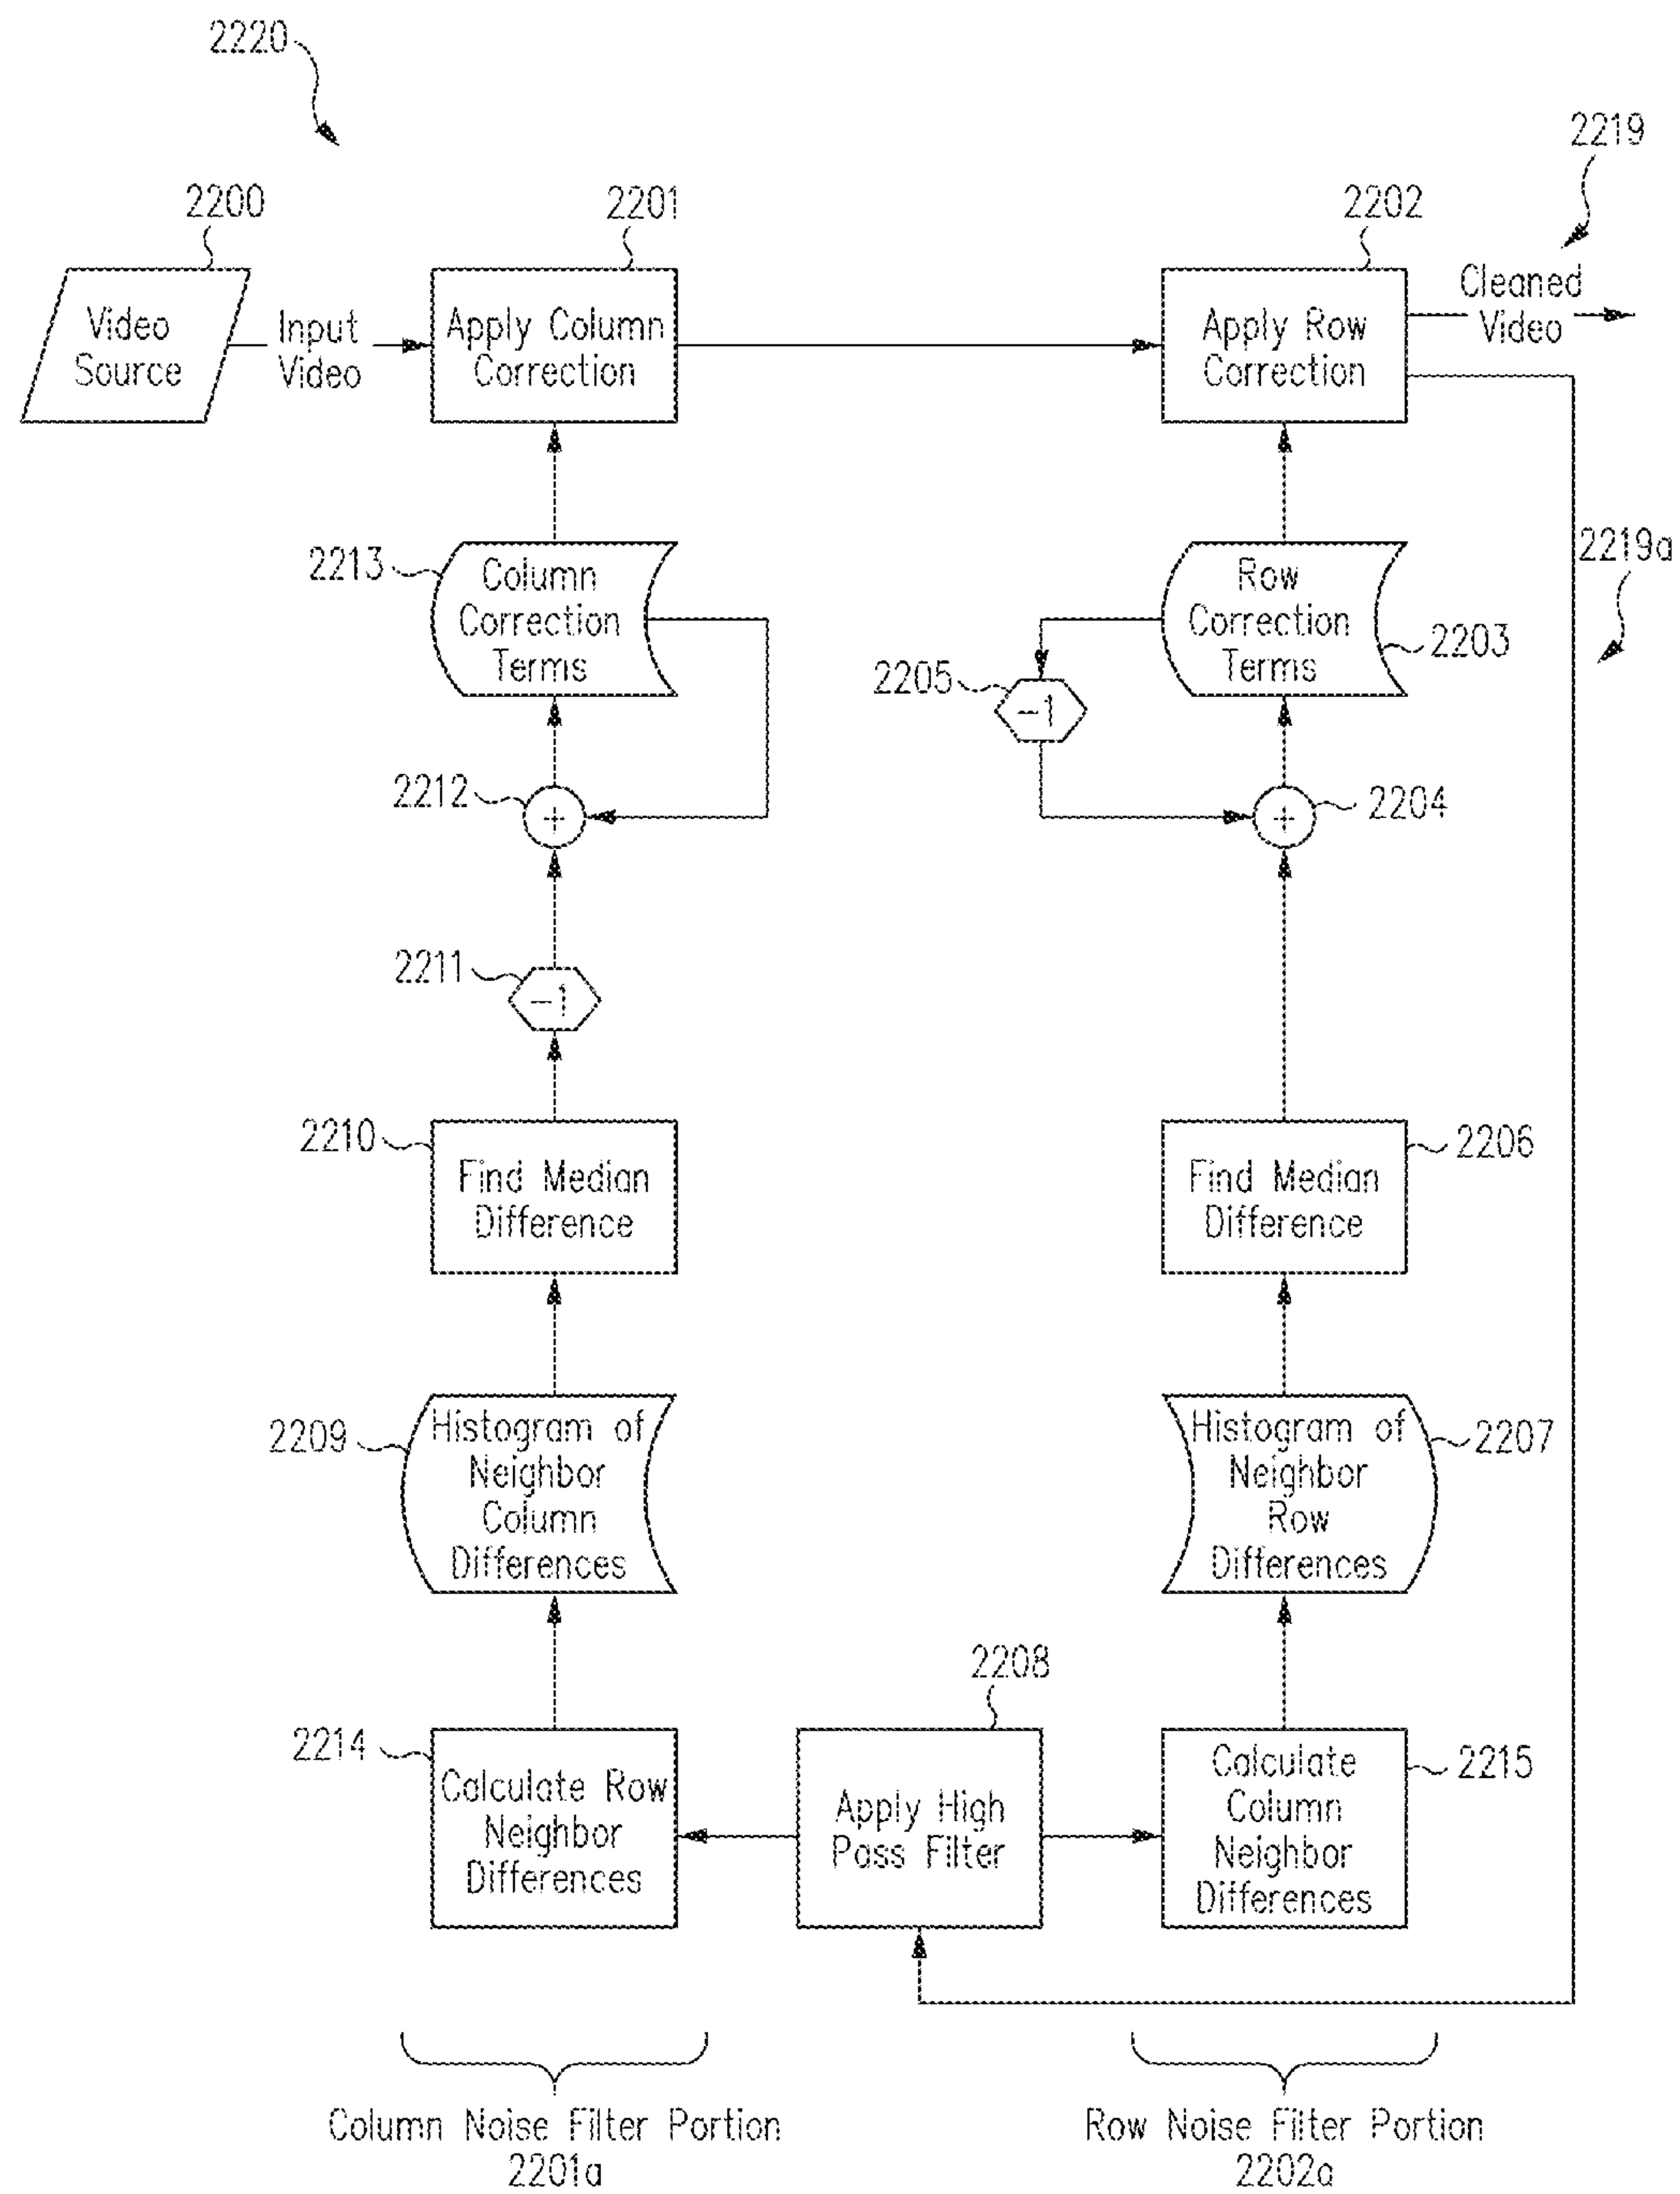 2220
2219
2200
2201
2202
Video
Source
Input
Video
Apply Column
Correction
Apply Row
Correction
Cleaned
Video
2213
Column
Correction
Terms
Row
Correction
Terms
2203
2219a
2205
-1
2212
+
+
2204
2211
-1
2210
Find Median
Difference
Find Median
Difference
2206
2209
Histogram of
Neighbor
Column
Differences
Histogram of
Neighbor
Row
Differences
2207
2208
2214
Calculate Row
Neighbor
Differences
Apply High
Pass Filter
Calculate
Column
Neighbor
Differences
2215
Column Noise Filter Portion
2201a
Row Noise Filter Portion
2202a